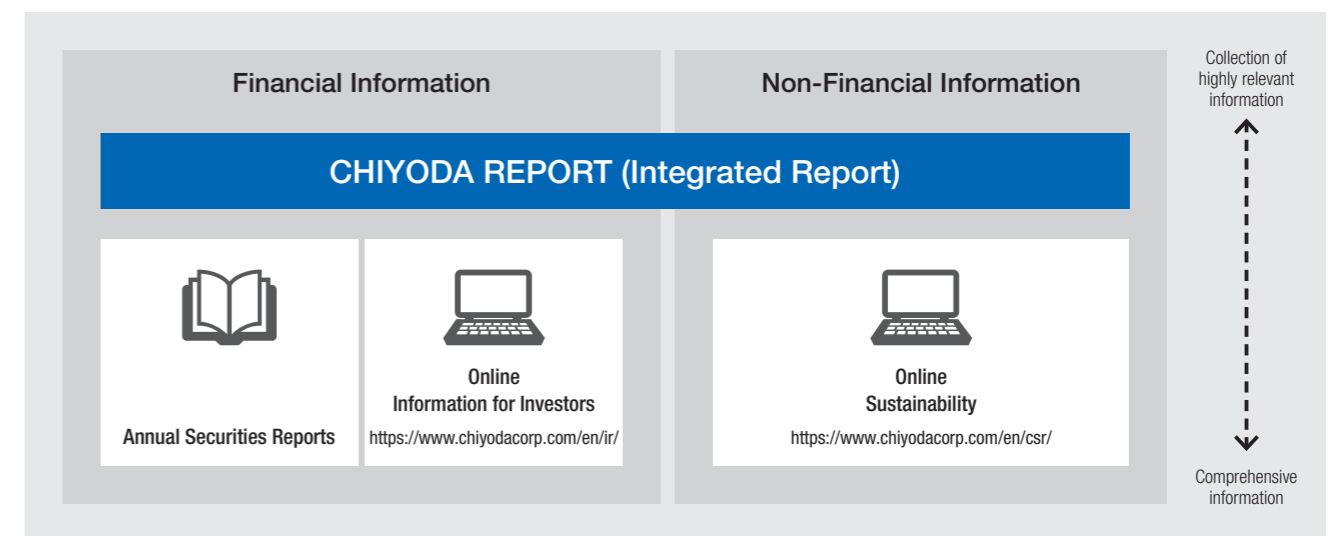 Financial Information
Non-Financial Information
Collection of
highly relevant
information
CHIYODA REPORT (Integrated Report)
Annual Securities Reports
Online
Information for Investors
https://www.chiyodacorp.com/en/ir/
Online
Sustainability
https://www.chiyodacorp.com/en/csr/
Comprehensive
information